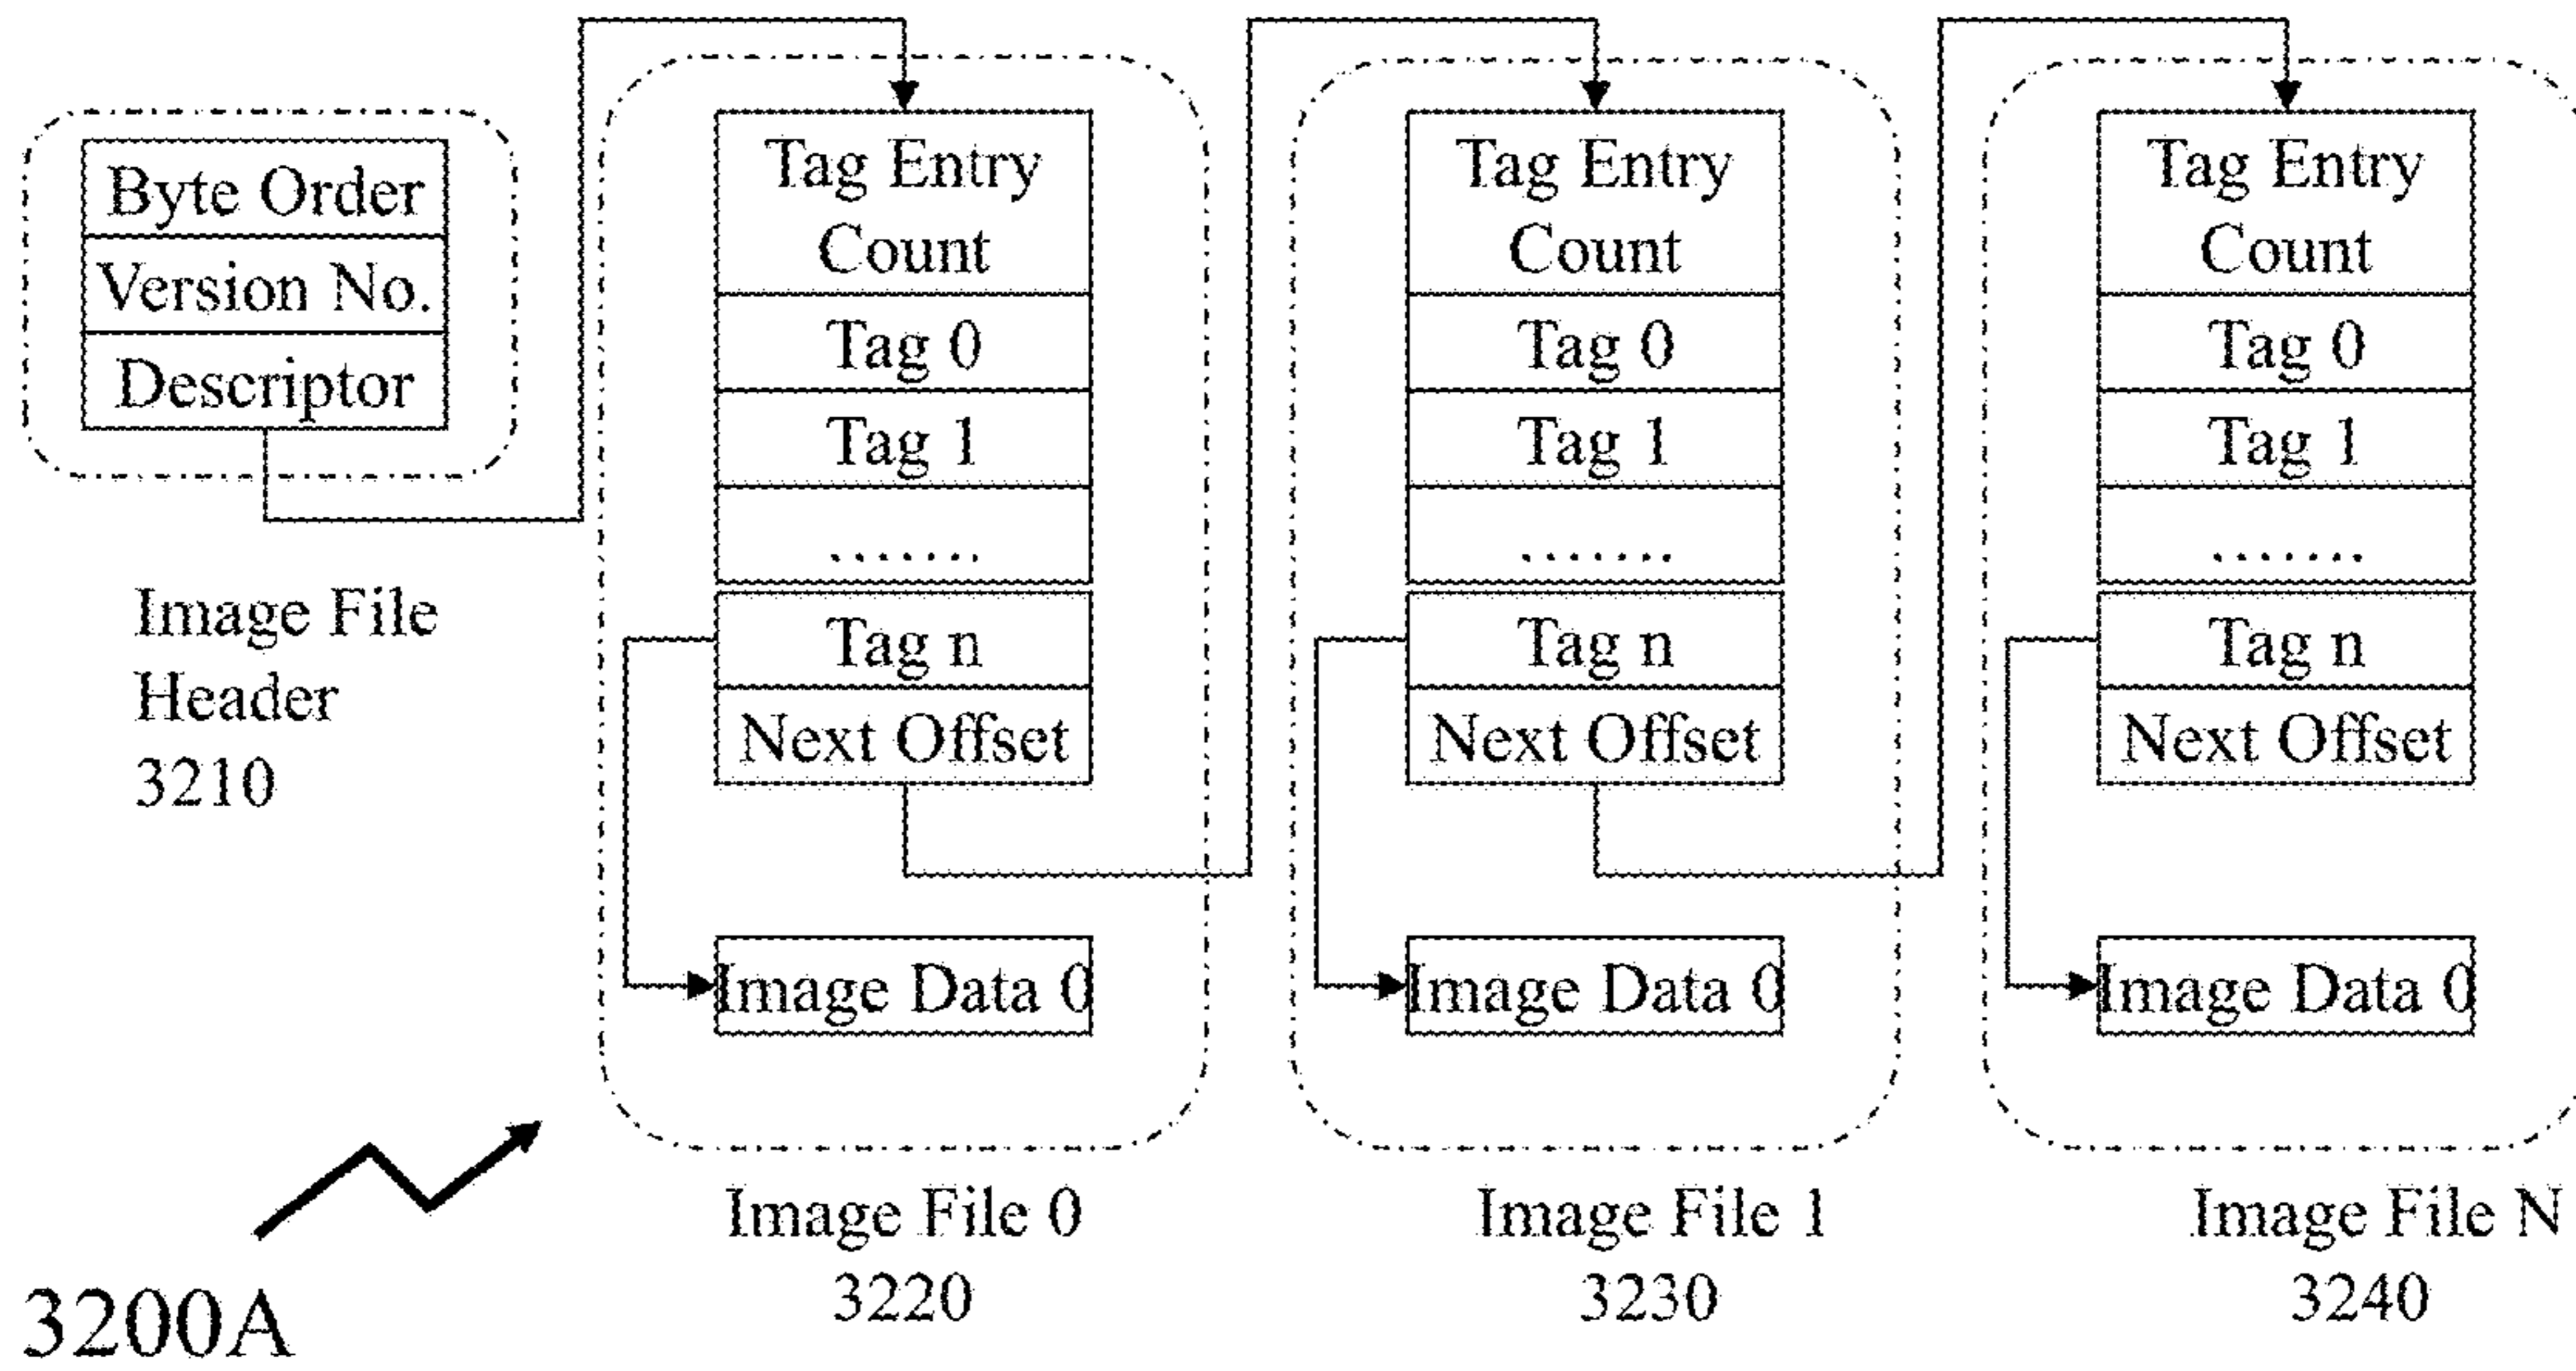 Byte Order
Version No.
Descriptor
Image File
Header
3210
Tag Entry
Count
Tag 0
Tag 1
.......
Tag n
Next Offset
Image Data 0
Image File 0
3220
Tag Entry
Count
Tag 0
Tag 1
.......
Tag n
Next Offset
Image Data 0
Image File 1
3230
Tag Entry
Count
Tag 0
Tag 1
.......
Tag n
Next Offset
Image Data 0
Image File N
3240
3200A